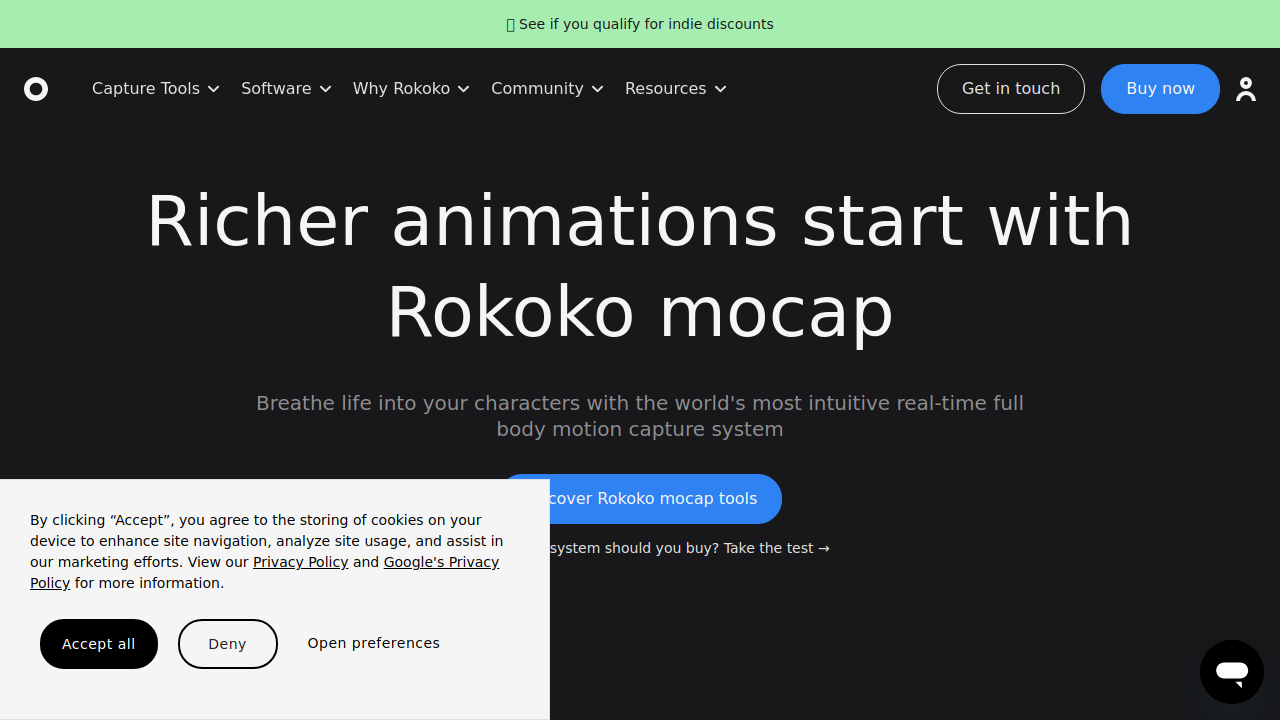 See if you qualify for indie discounts
Capture Tools
Software
Why Rokoko
Community
Resources
Get in touch
Buy now
Richer animations start with
Rokoko mocap
Breathe life into your characters with the world's most intuitive real-time full
body motion capture system
cover Rokoko mocap tools
system should you buy? Take the test →
By clicking “Accept”, you agree to the storing of cookies on your
device to enhance site navigation, analyze site usage, and assist in
our marketing efforts. View our Privacy Policy and Google's Privacy
Policy for more information.
Accept all
Deny
Open preferences